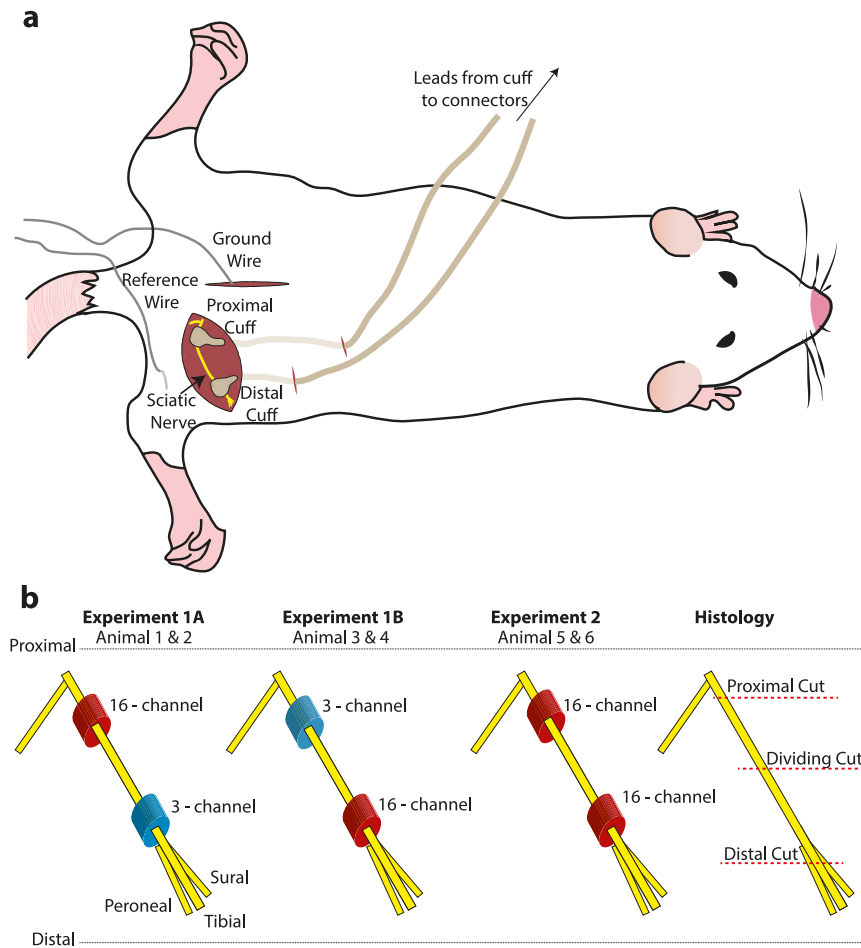 a
Leads from cuff
to connectors
Ground
Wire
Reference
Wire
Proximal
Cuff
Sciatic
Nerve
Distal
Cuff
b
Experiment 1A
Animal 1 & 2
Experiment 1B
Animal 3 & 4
Experiment 2
Animal 5 & 6
Histology
Proximal
16 - channel
3 - channel
16 - channel
Proximal Cut
Dividing Cut
3 - channel
16 - channel
16 - channel
Distal Cut
Sural
Peroneal
Tibial
Distal